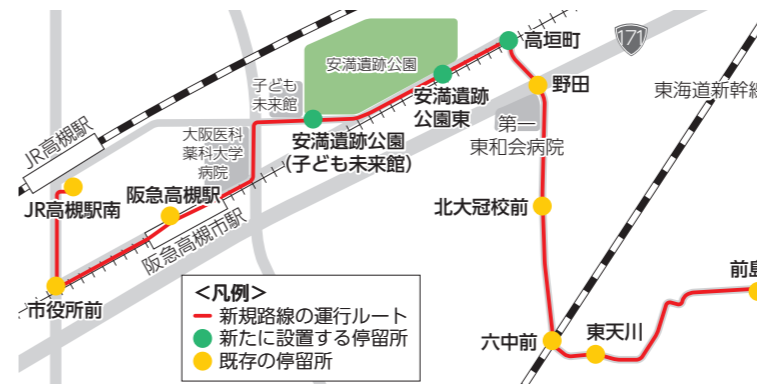 高垣町
171
安満遺跡公園
野田
東海道新幹線
子ども
未来館
安満遺跡
公園東
大阪医科
薬科大学
病院
安満遺跡公園
(子ども未来館)
第一
東和会病院
JR高槻駅
JR高槻駅南
阪急高槻駅
阪急高槻市駅
北大冠校前
市役所前
前島
六中前
東天川
<凡例>
新規路線の運行ルート
新たに設置する停留所
既存の停留所